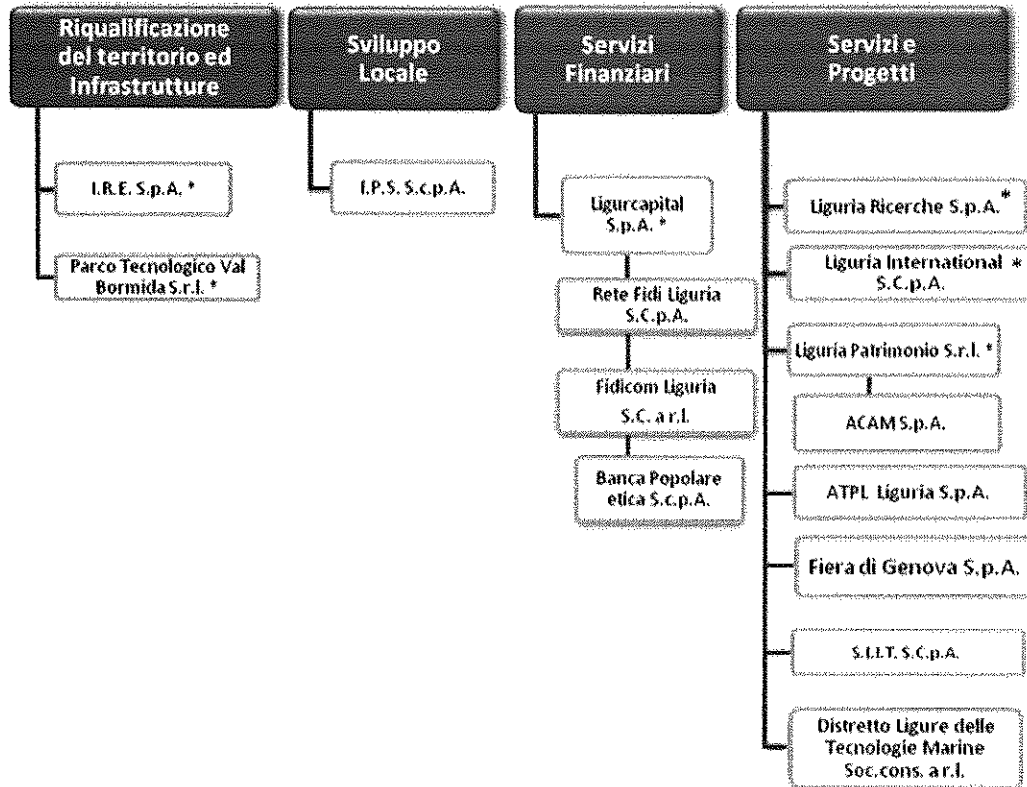 Riqualificazione
del territorio ed
Infrastrutture
I.R.E. S.p.A. *
Parco Tecnologico Val
Bormida S.r.l. *
Sviluppo
Locale
I.P.S. S.c.p.A.
Servizi
Finanziari
Ligurcapital
S.p.A. *
Rete Fidi Liguria
S.C.p.A.
Fidicom Liguria
S.C. a r.l.
Banca Popolare
etica S.c.p.A.
Servizi e
Progetti
Liguria Ricerche S.p.A. *
Liguria International *
S.C.p.A.
Liguria Patrimonio S.r.l. *
ACAM S.p.A.
ATPL Liguria S.p.A.
Fiera di Genova S.p.A.
S.I.I.T. S.C.p.A.
Distretto Ligure delle
Tecnologie Marine
Soc.cons. a r.l.